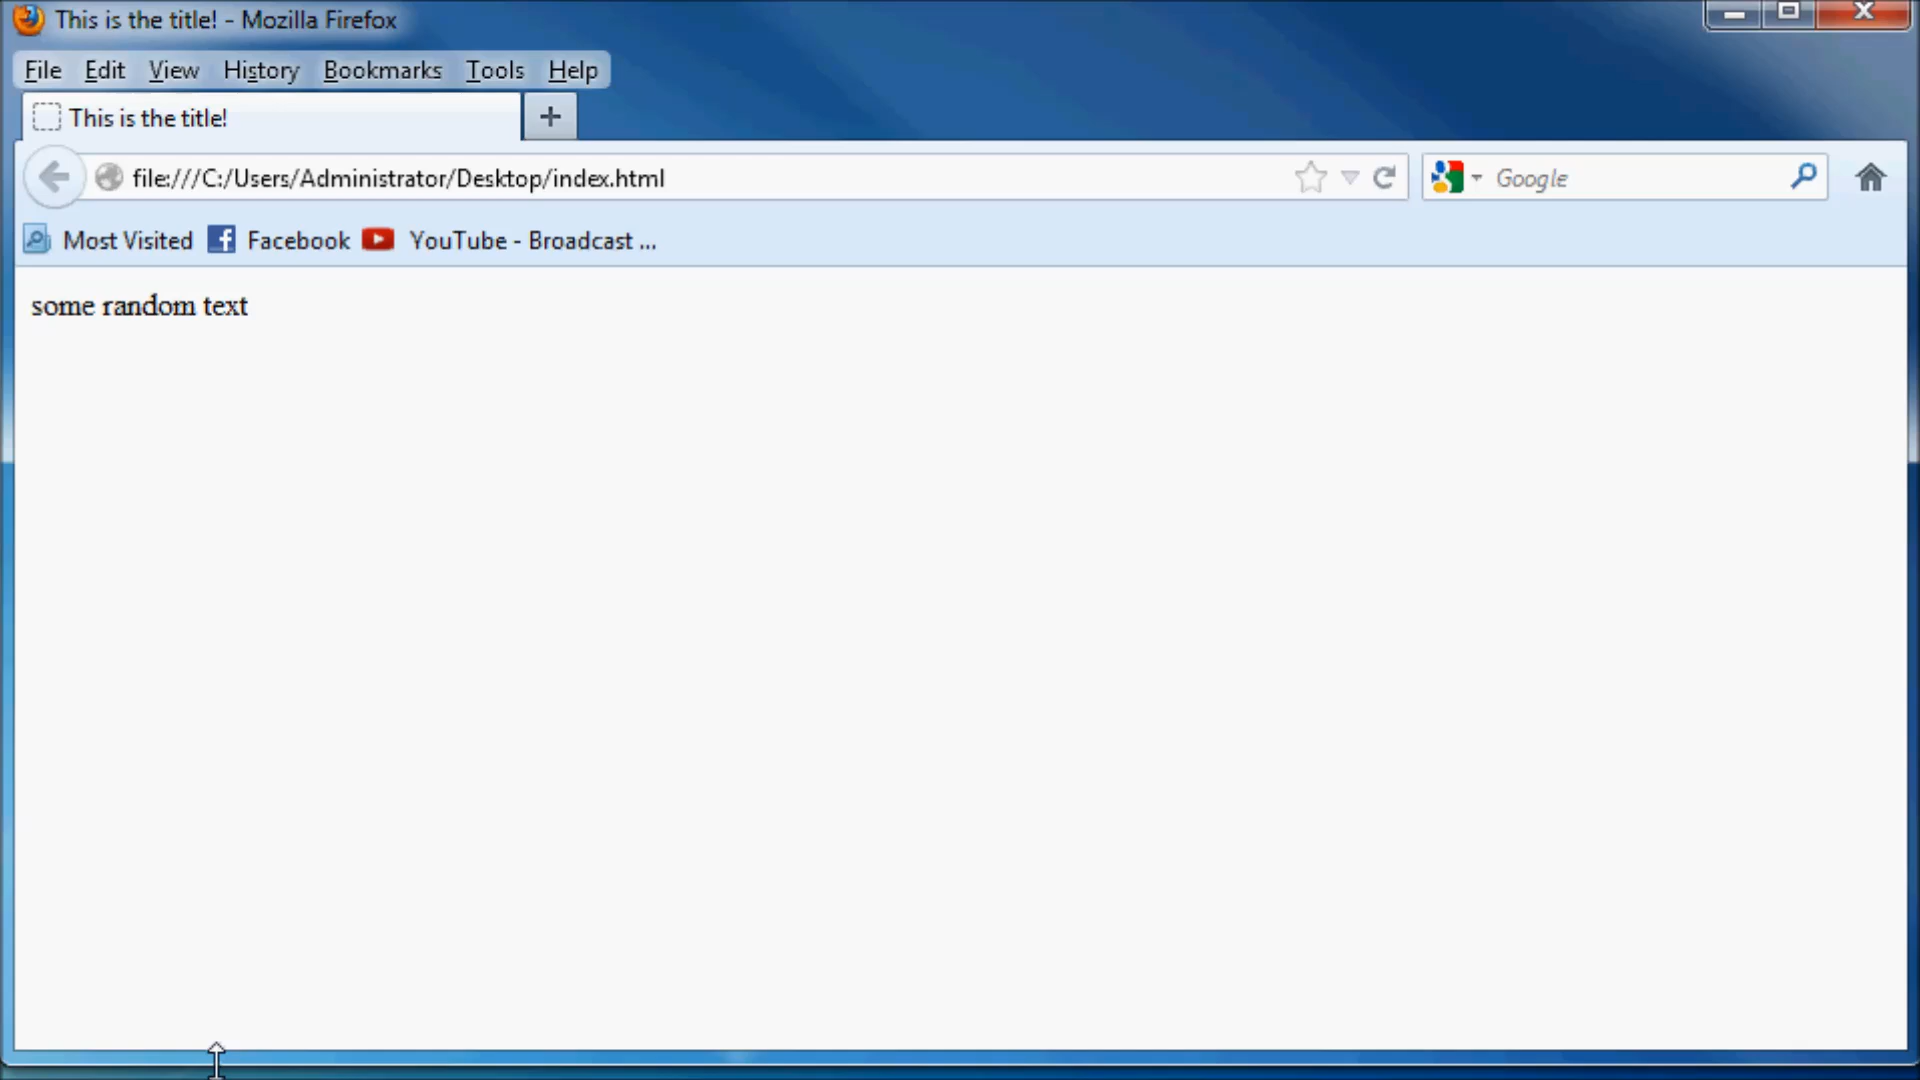 This is the title! - Mozilla Firefox
File Edit View History Bookmarks Tools Help
This is the title!
file:///C:/Users/Administrator/Desktop/index.html
Google
Most Visited Facebook YouTube - Broadcast ...
some random text